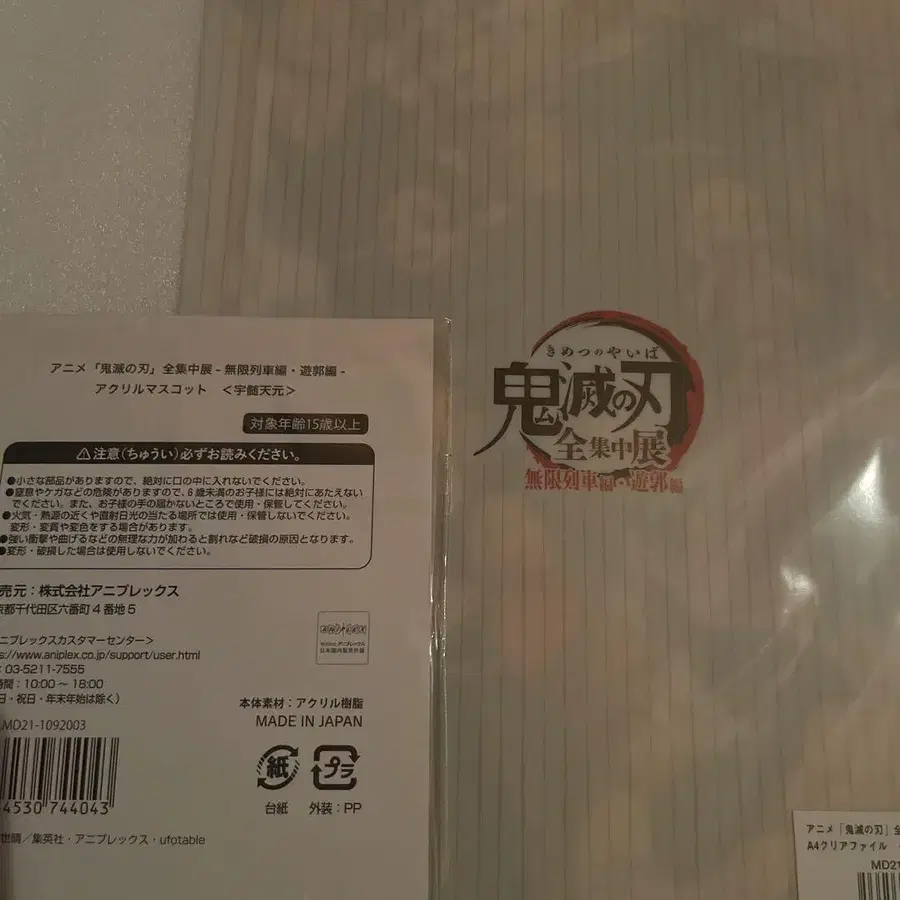 アニメ「鬼滅の刃」全集中展 - 無限列車編・遊郭編 -
アクリルマスコット ＜宇髄天元＞
対象年齢15歳以上
⚠注意(ちゅうい)必ずお読みください。
●小さな部品がありますので、絶対に口の中に入れないでください。
●窒息やケガなどの危険がありますので、6歳未満のお子様には絶対にあたえない
でください。また、お子様の手の届かないところで使用・保管してください。
●火気・熱源の近くや直射日光の当たる場所では使用・保管しないでください。
変形・変質や変色をする場合があります。
●強い衝撃や曲げるなどの無理な力が加わると割れなど破損の原因となります。
●変形・破損した場合は使用しないでください。
売元：株式会社アニプレックス
京都千代田区六番町4番地5
ニプレックスカスタマーセンター＞
s://www.aniplex.co.jp/support/user.html
: 03-5211-7555
時間：10:00～18:00
日・祝日・年末年始は除く)
MD21-1092003
本体素材：アクリル樹脂
MADE IN JAPAN
紙
プラ
台紙
外装：PP
4530 744043
世晴／集英社・アニプレックス・ufotable
アニプレックス
日本国内販売許諾
きめつのやいば
鬼滅の刃
全集中展
無限列車編・遊郭編
アニメ「鬼滅の刃」全
A4クリアファイル
MD21